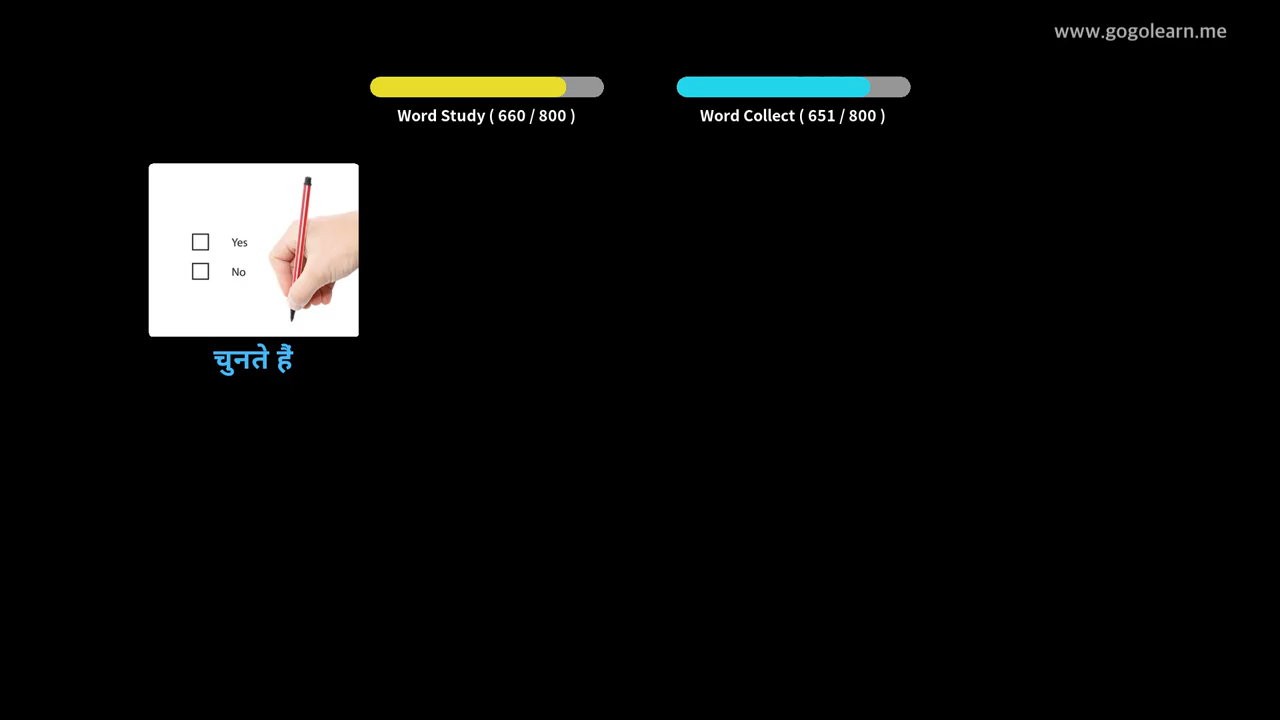 www.gogolearn.me
Word Study ( 660 / 800 )
Word Collect ( 651 / 800 )
Yes
No
चुनते हैं